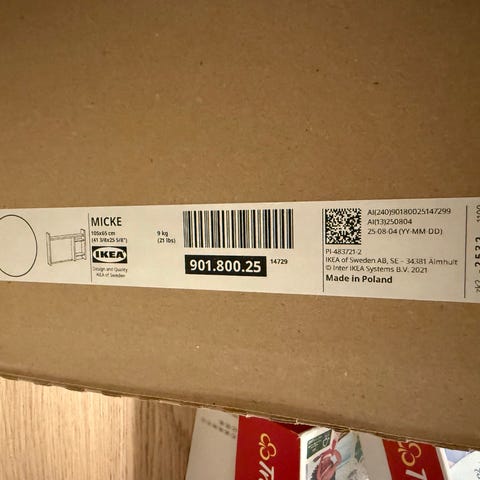 MICKE
105x65 cm
(41 3/8x25 5/8")
IKEA
Design and Quality
IKEA of Sweden
9 kg
(21 lbs)
901.800.25
14729
AI(240)90180025147299
AI(13)250804
25-08-04 (YY-MM-DD)
PI-483721-2
IKEA of Sweden AB, SE - 34381 Älmhult
© Inter IKEA Systems B.V. 2021
Made in Poland